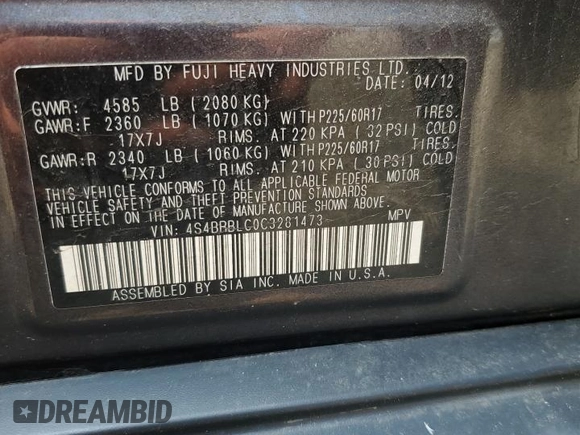 MFD BY FUJI HEAVY INDUSTRIES LTD.
DATE: 04/12
GVWR: 4585 LB ( 2080 KG)
GAWR:F 2360 LB ( 1070 KG) WITH P225/60R17 TIRES.
17X7J RIMS. AT 220 KPA ( 32 PSI) COLD
GAWR:R 2340 LB ( 1060 KG) WITH P225/60R17 TIRES.
17X7J RIMS. AT 210 KPA ( 30 PSI) COLD
THIS VEHICLE CONFORMS TO ALL APPLICABLE FEDERAL MOTOR
VEHICLE SAFETY AND THEFT PREVENTION STANDARDS
IN EFFECT ON THE DATE OF MANUFACTURE SHOWN ABOVE.
VIN: 4S4BRBLC0C3281473 MPV
ASSEMBLED BY SIA INC. MADE IN U.S.A.
DREAMBID